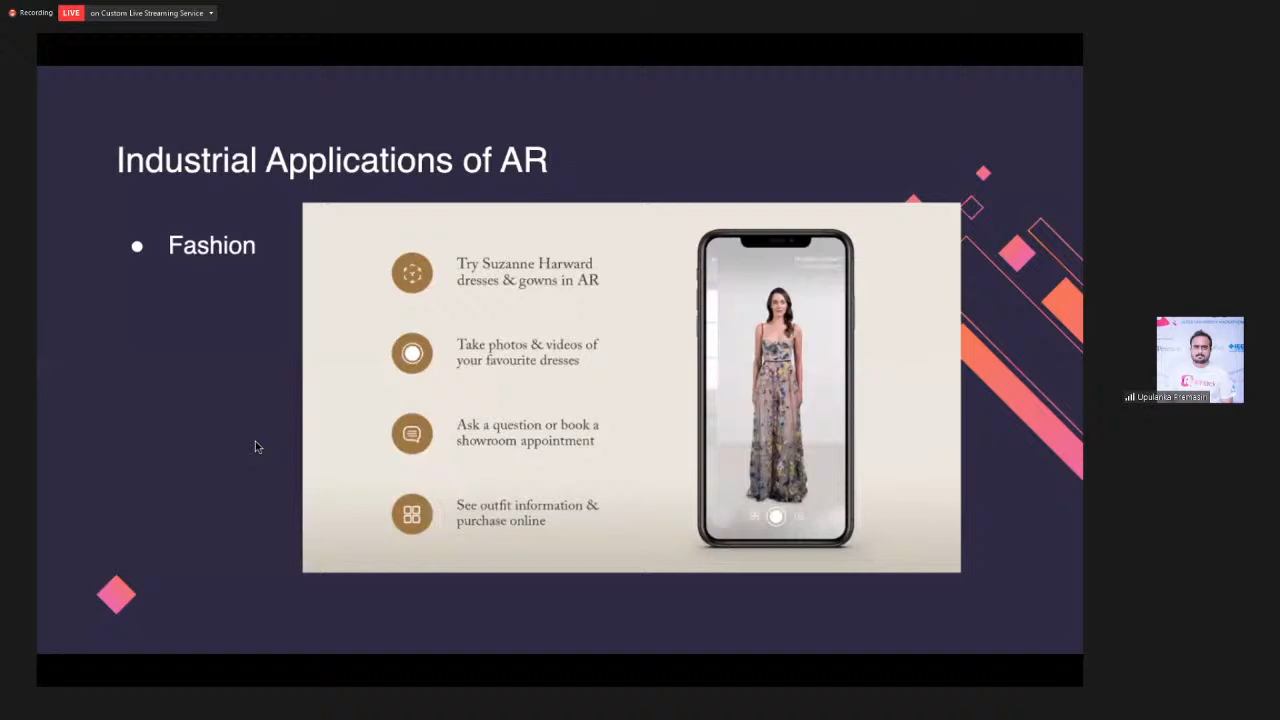 Recording
LIVE
on Custom Live Streaming Service
Industrial Applications of AR
● Fashion
Try Suzanne Harward
dresses & gowns in AR
Take photos & videos of
your favourite dresses
Ask a question or book a
showroom appointment
See outfit information &
purchase online
Upulanka Premasiri